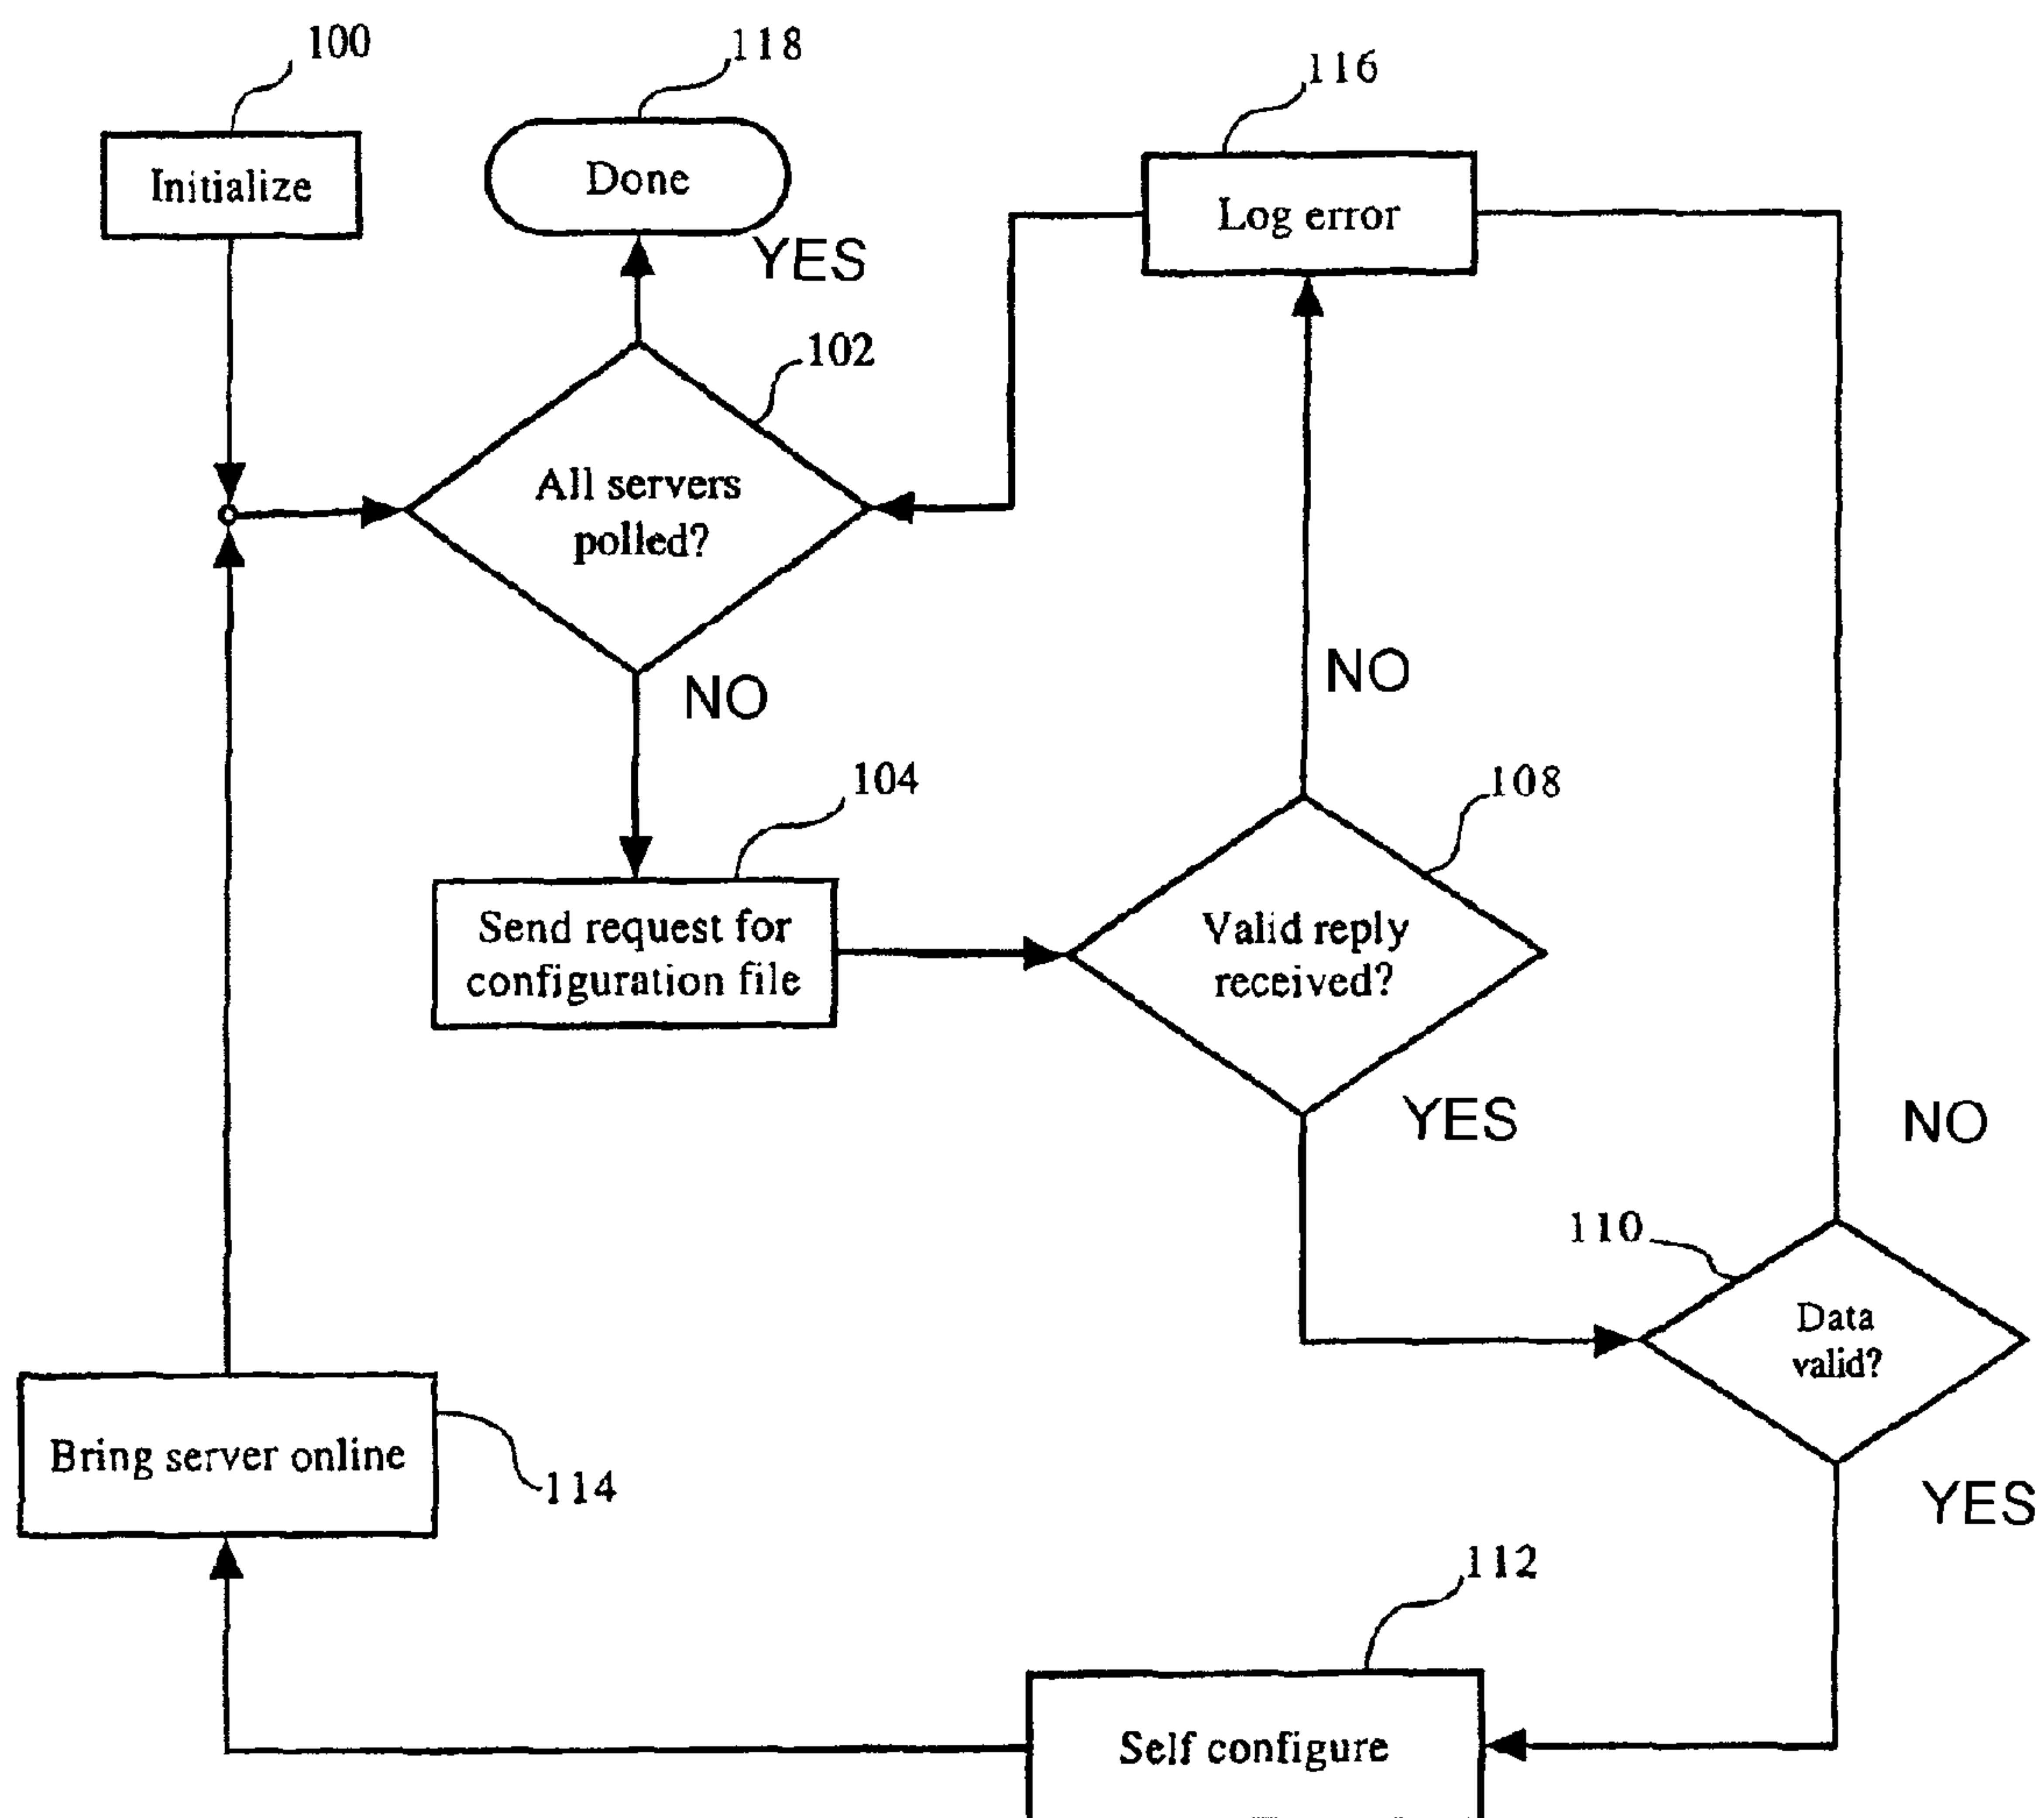 100
118
116
Initialize
Done
Log error
YES
102
All servers
polled?
NO
NO
104
108
Send request for
configuration file
Valid reply
received?
YES
NO
110
Data
valid?
Bring server online
114
YES
112
Self configure